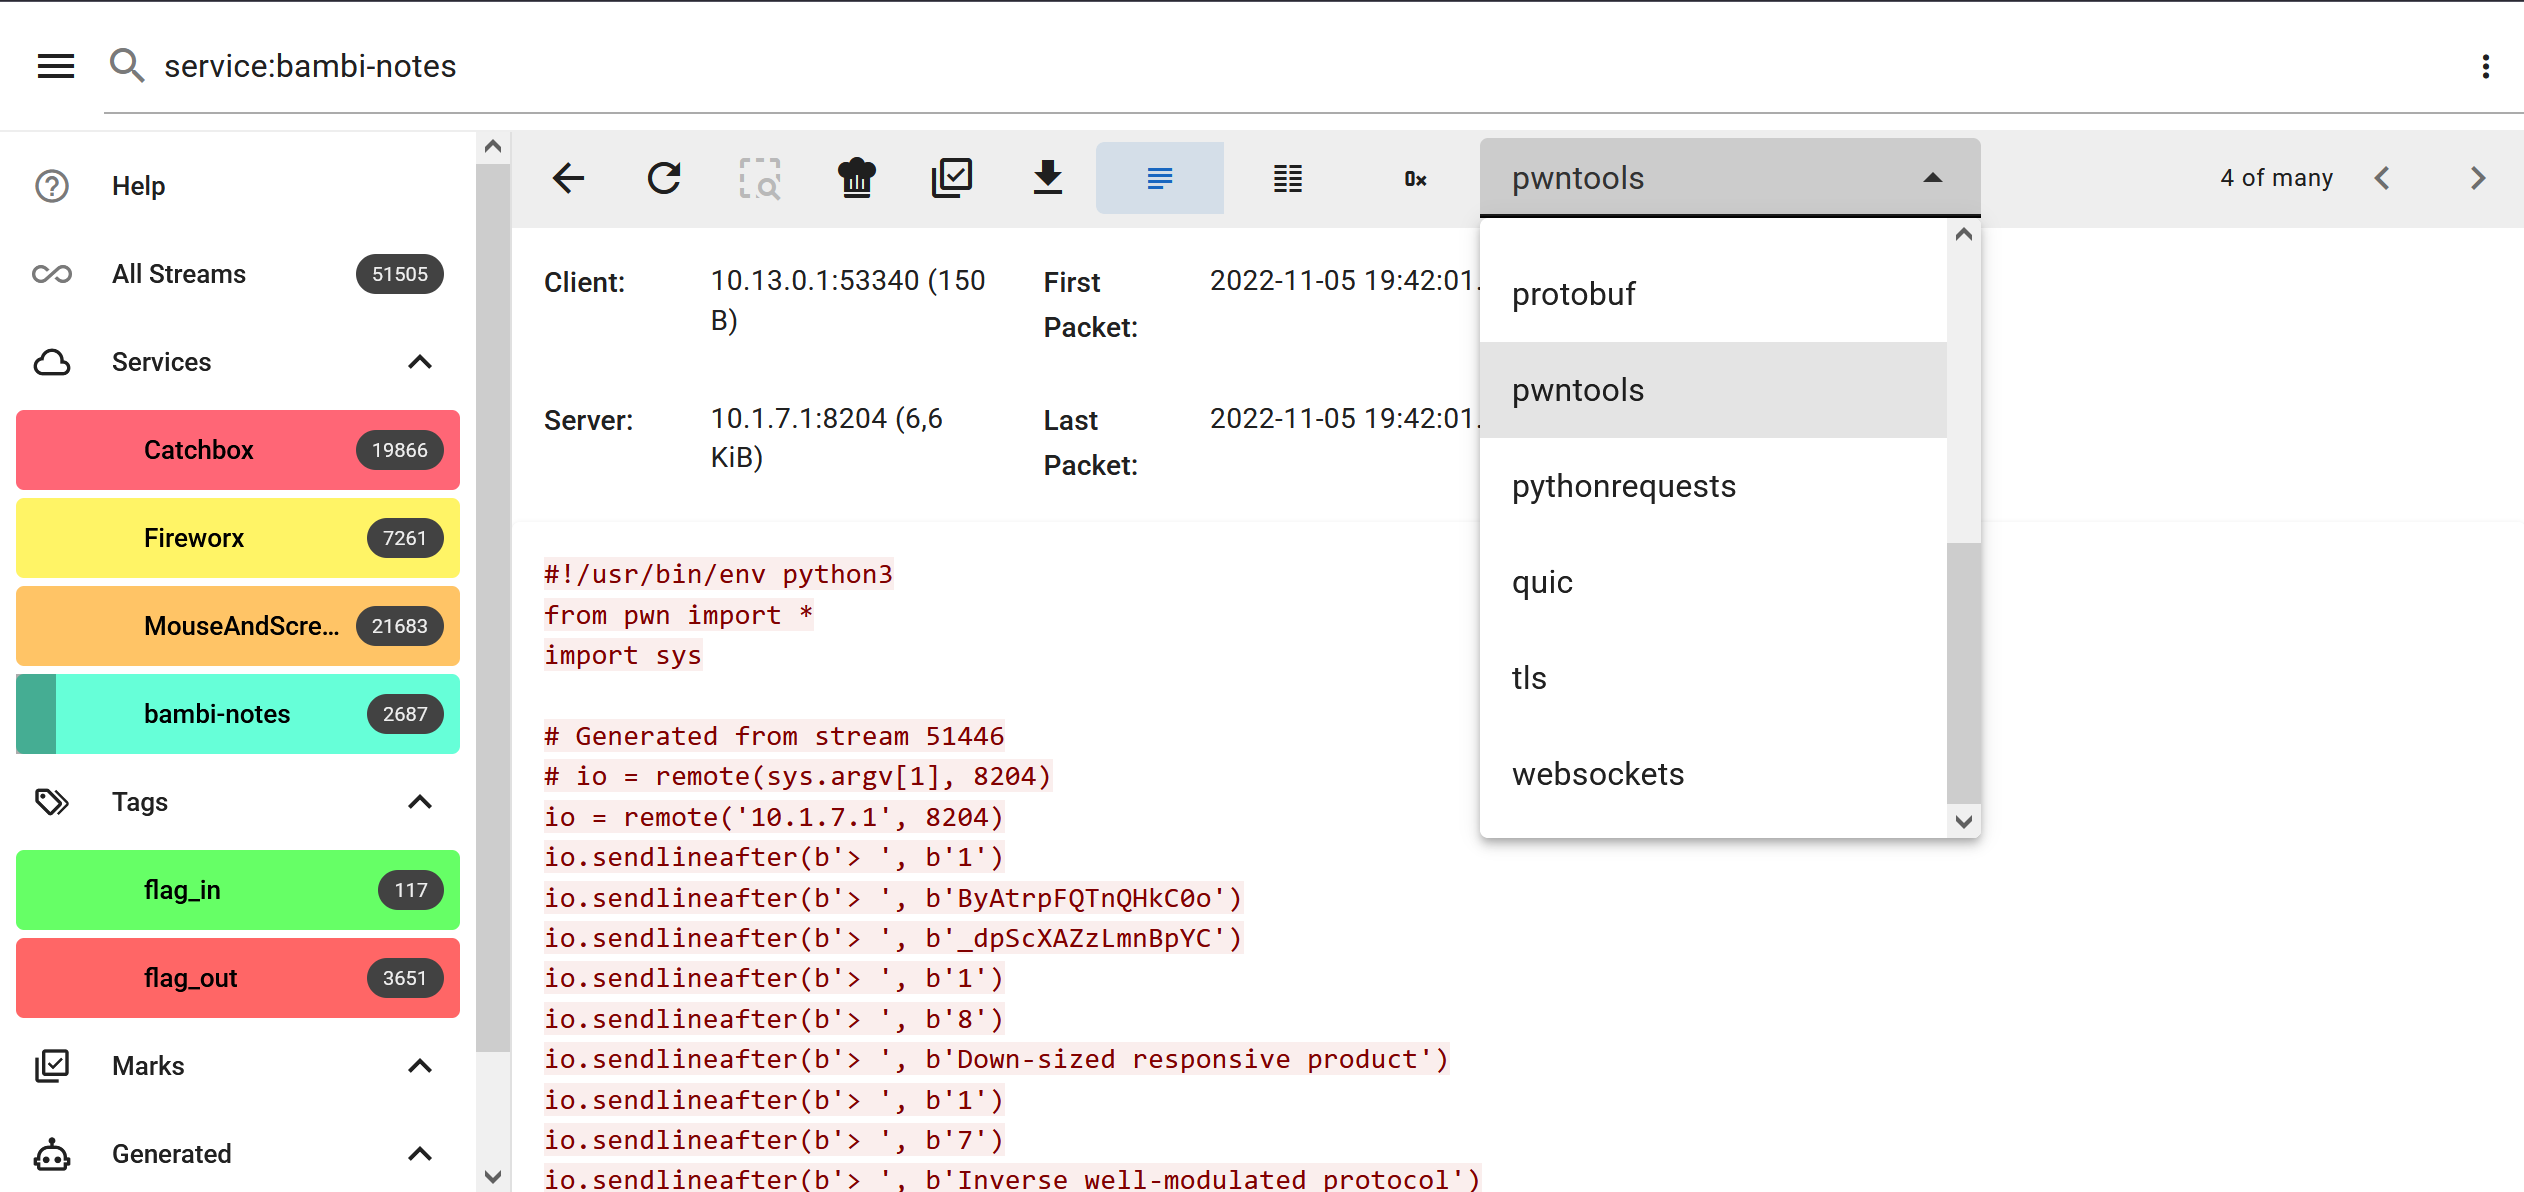 service:bambi-notes
Help
All Streams 51505
Services
Catchbox 19866
Fireworx 7261
MouseAndScre... 21683
bambi-notes 2687
Tags
flag_in 117
flag_out 3651
Marks
Generated
0x
pwntools
4 of many
Client:
10.13.0.1:53340 (150
B)
First
Packet:
2022-11-05 19:42:01.
Server:
10.1.7.1:8204 (6,6
KiB)
Last
Packet:
2022-11-05 19:42:01.
protobuf
pwntools
pythonrequests
quic
tls
websockets
#!/usr/bin/env python3
from pwn import *
import sys
# Generated from stream 51446
# io = remote(sys.argv[1], 8204)
io = remote('10.1.7.1', 8204)
io.sendlineafter(b'> ', b'1')
io.sendlineafter(b'> ', b'ByAtrpFQTnQHkC0o')
io.sendlineafter(b'> ', b'_dpScXAZzLmnBpYC')
io.sendlineafter(b'> ', b'1')
io.sendlineafter(b'> ', b'8')
io.sendlineafter(b'> ', b'Down-sized responsive product')
io.sendlineafter(b'> ', b'1')
io.sendlineafter(b'> ', b'7')
io.sendlineafter(b'> ', b'Inverse well-modulated protocol')